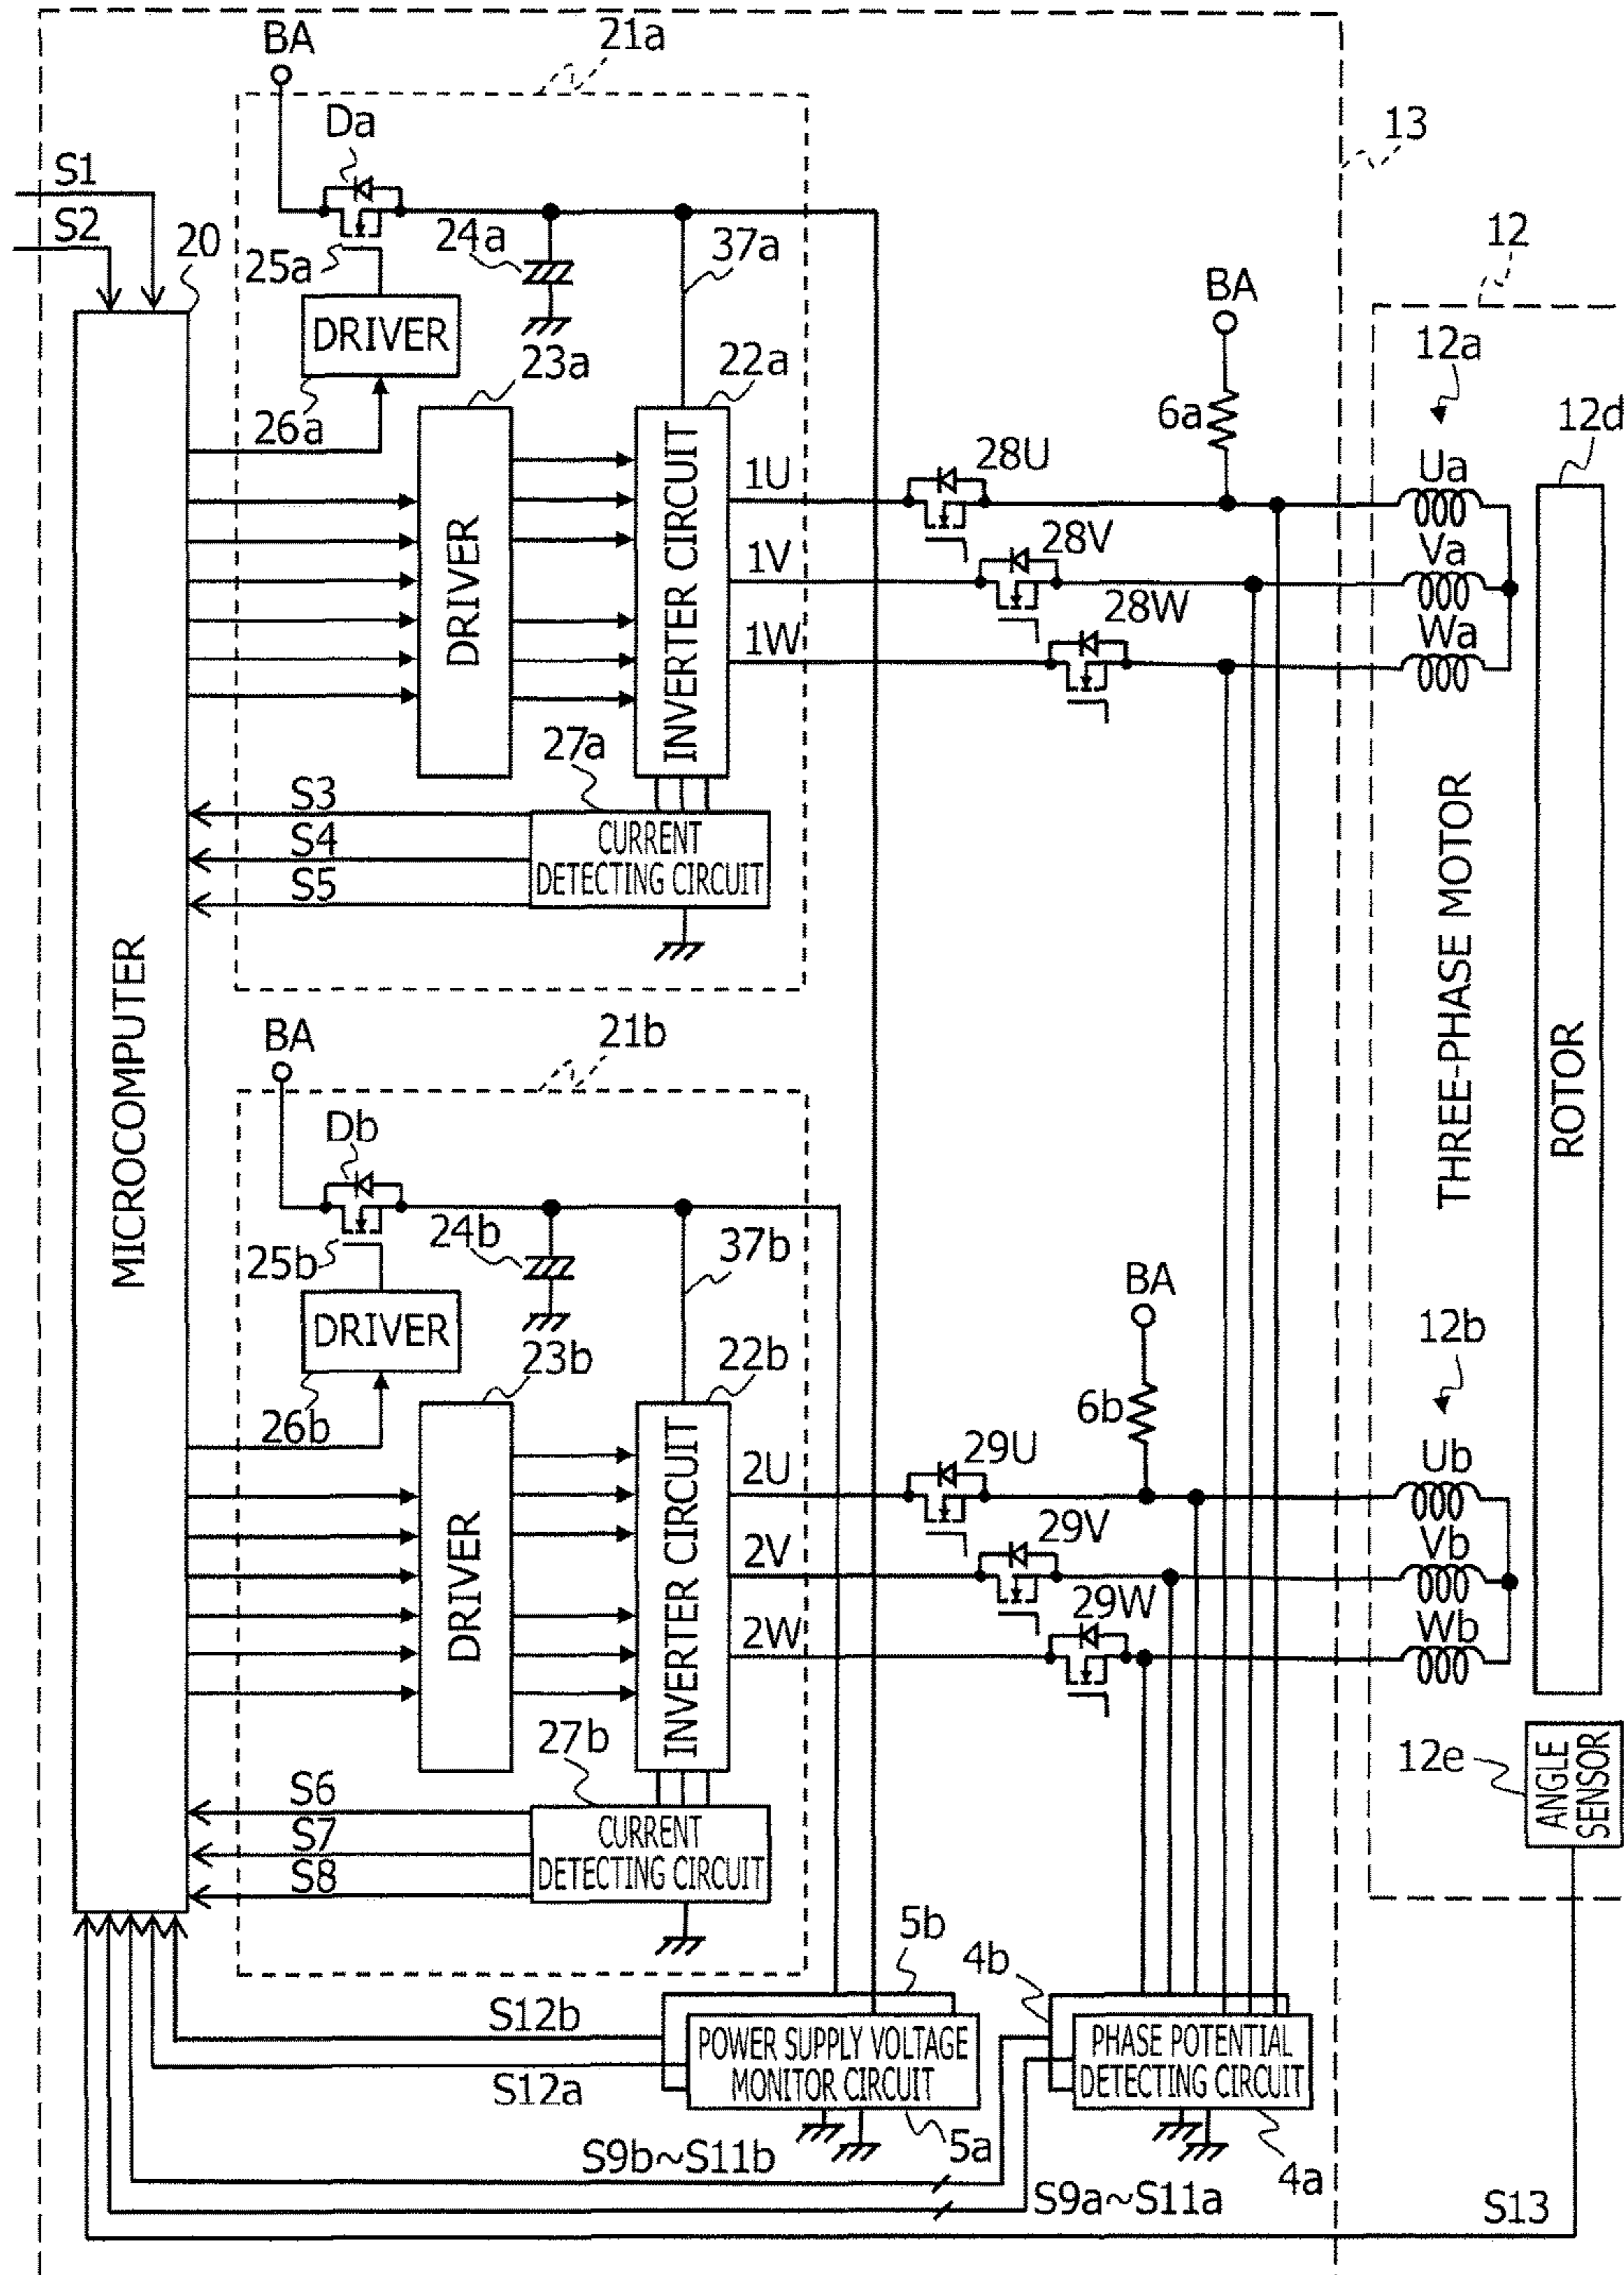 BA
21a
Da
13
S1
S2
20
25a
24a
37a
12
BA
DRIVER
23a
22a
12a
6a
12d
26a
28U
1U
Ua
28V
1V
Va
28W
1W
Wa
DRIVER
INVERTER CIRCUIT
27a
S3
S4
S5
CURRENT
DETECTING CIRCUIT
MICROCOMPUTER
THREE-PHASE MOTOR
ROTOR
BA
21b
Db
25b
24b
37b
BA
DRIVER
23b
22b
12b
6b
26b
29U
2U
Ub
29V
2V
Vb
29W
2W
Wb
DRIVER
INVERTER CIRCUIT
27b
12e
ANGLE
SENSOR
S6
S7
S8
CURRENT
DETECTING CIRCUIT
5b
4b
S12b
POWER SUPPLY VOLTAGE
MONITOR CIRCUIT
PHASE POTENTIAL
DETECTING CIRCUIT
S12a
5a
4a
S9b~S11b
S9a~S11a
S13